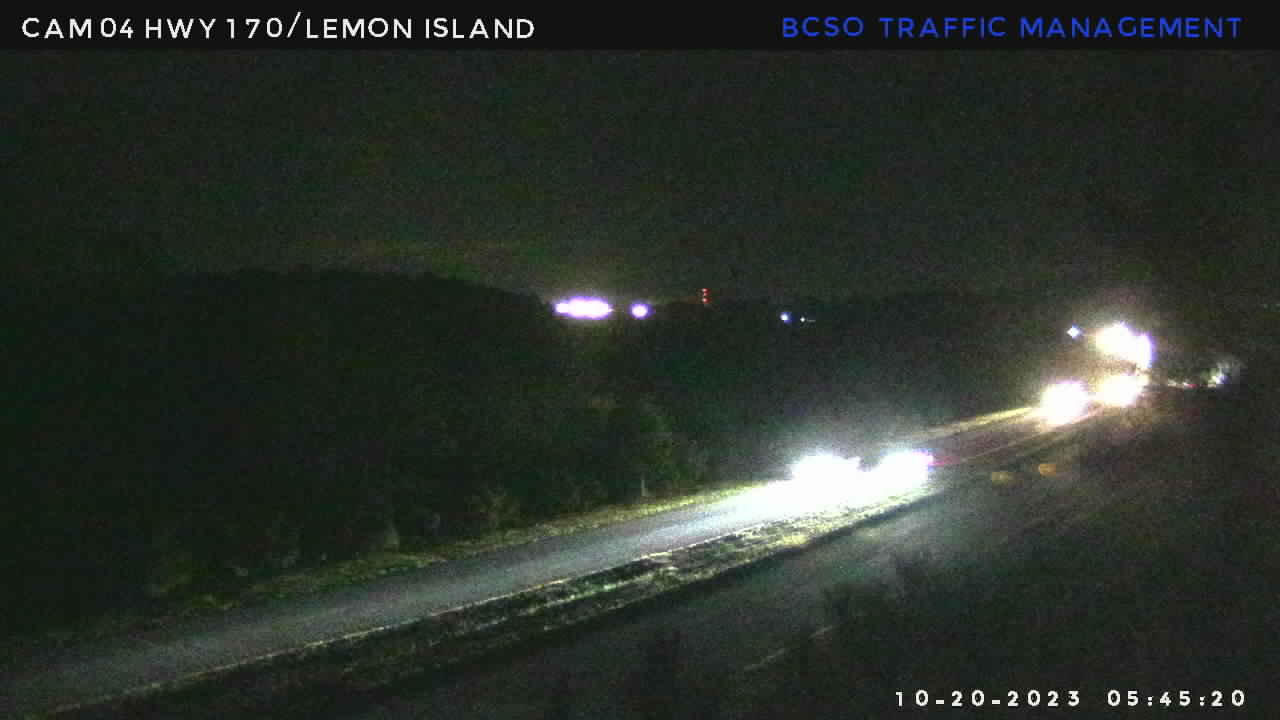 CAM04 HWY 170/LEMON ISLAND
BCSO TRAFFIC MANAGEMENT
10-20-2023 05:45:20